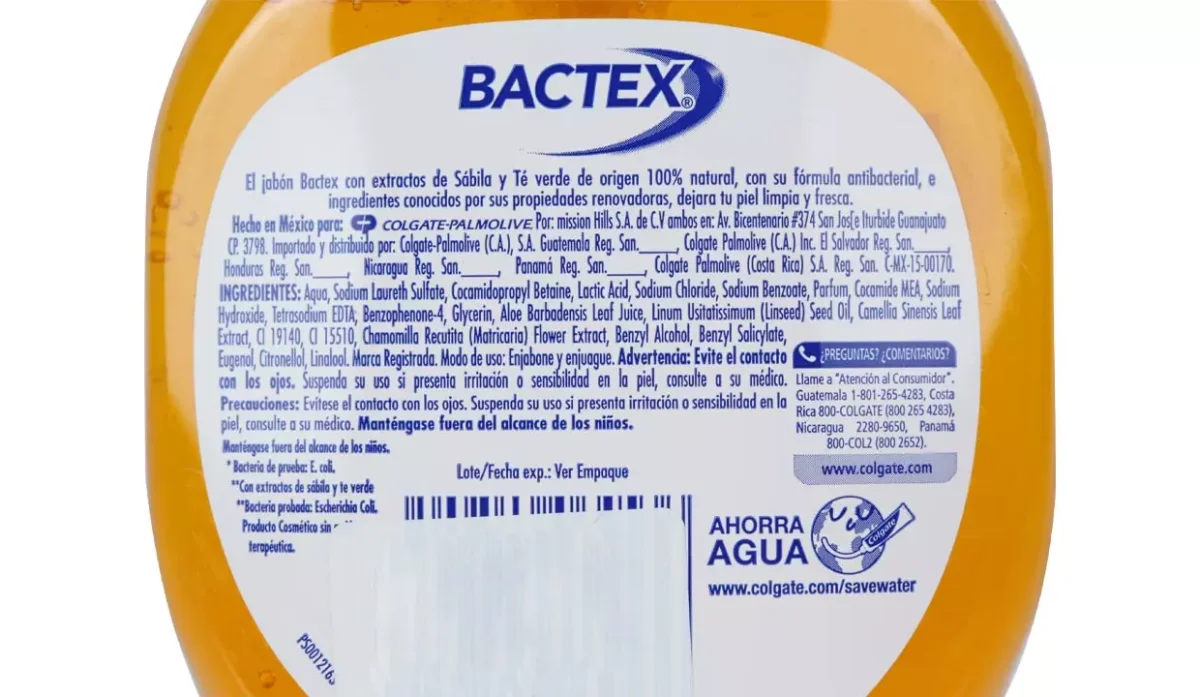 BACTEX®
El jabón Bactex con extractos de Sábila y Té verde de origen 100% natural, con su fórmula antibacterial, e
ingredientes conocidos por sus propiedades renovadoras, dejara tu piel limpia y fresca.
Hecho en México para: COLGATE-PALMOLIVE Por: mission Hills S.A. de C.V ambos en: Av. Bicentenario #374 San Iturbide Guanajuato
CP. 3798. Importado y distribuido por: Colgate-Palmolive (C.A.), S.A. Guatemala Reg. San.____, Colgate Palmolive (C.A.) Inc. El Salvador Reg. San.____,
Honduras Reg. San.____, Nicaragua Reg. San.____, Panamá Reg. San.____, Colgate Palmolive (Costa Rica) S.A. Reg. San. C-MX-15-00170.
INGREDIENTES: Aqua, Sodium Laureth Sulfate, Cocamidopropyl Betaine, Lactic Acid, Sodium Chloride, Sodium Benzoate, Parfum, Cocamide MEA, Sodium
Hydroxide, Tetrasodium EDTA, Benzophenone-4, Glycerin, Aloe Barbadensis Leaf Juice, Linum Usitatissimum (Linseed) Seed Oil, Camellia Sinensis Leaf
Extract, CI 19140, CI 15510, Chamomilla Recutita (Matricaria) Flower Extract, Benzyl Alcohol, Benzyl Salicylate,
Eugenol, Citronellol, Linalool. Marca Registrada. Modo de uso: Enjabone y enjuague. Advertencia: Evite el contacto
con los ojos. Suspenda su uso si presenta irritación o sensibilidad en la piel, consulte a su médico.
Precauciones: Evítese el contacto con los ojos. Suspenda su uso si presenta irritación o sensibilidad en la
piel, consulte a su médico. Manténgase fuera del alcance de los niños.
Manténgase fuera del alcance de los niños.
* Bacteria de prueba: E. coli.
**Con extractos de sábila y te verde
**Bacteria probada: Escherichia Coli.
Producto Cosmético sin
terapéutica.
Lote/Fecha exp.: Ver Empaque
¿PREGUNTAS? ¿COMENTARIOS?
Llame a "Atención al Consumidor".
Guatemala 1-801-265-4283, Costa
Rica 800-COLGATE (800 265 4283),
Nicaragua 2280-9650, Panamá
800-COL2 (800 2652).
www.colgate.com
AHORRA
AGUA
Colgate
www.colgate.com/savewater
PS0012163